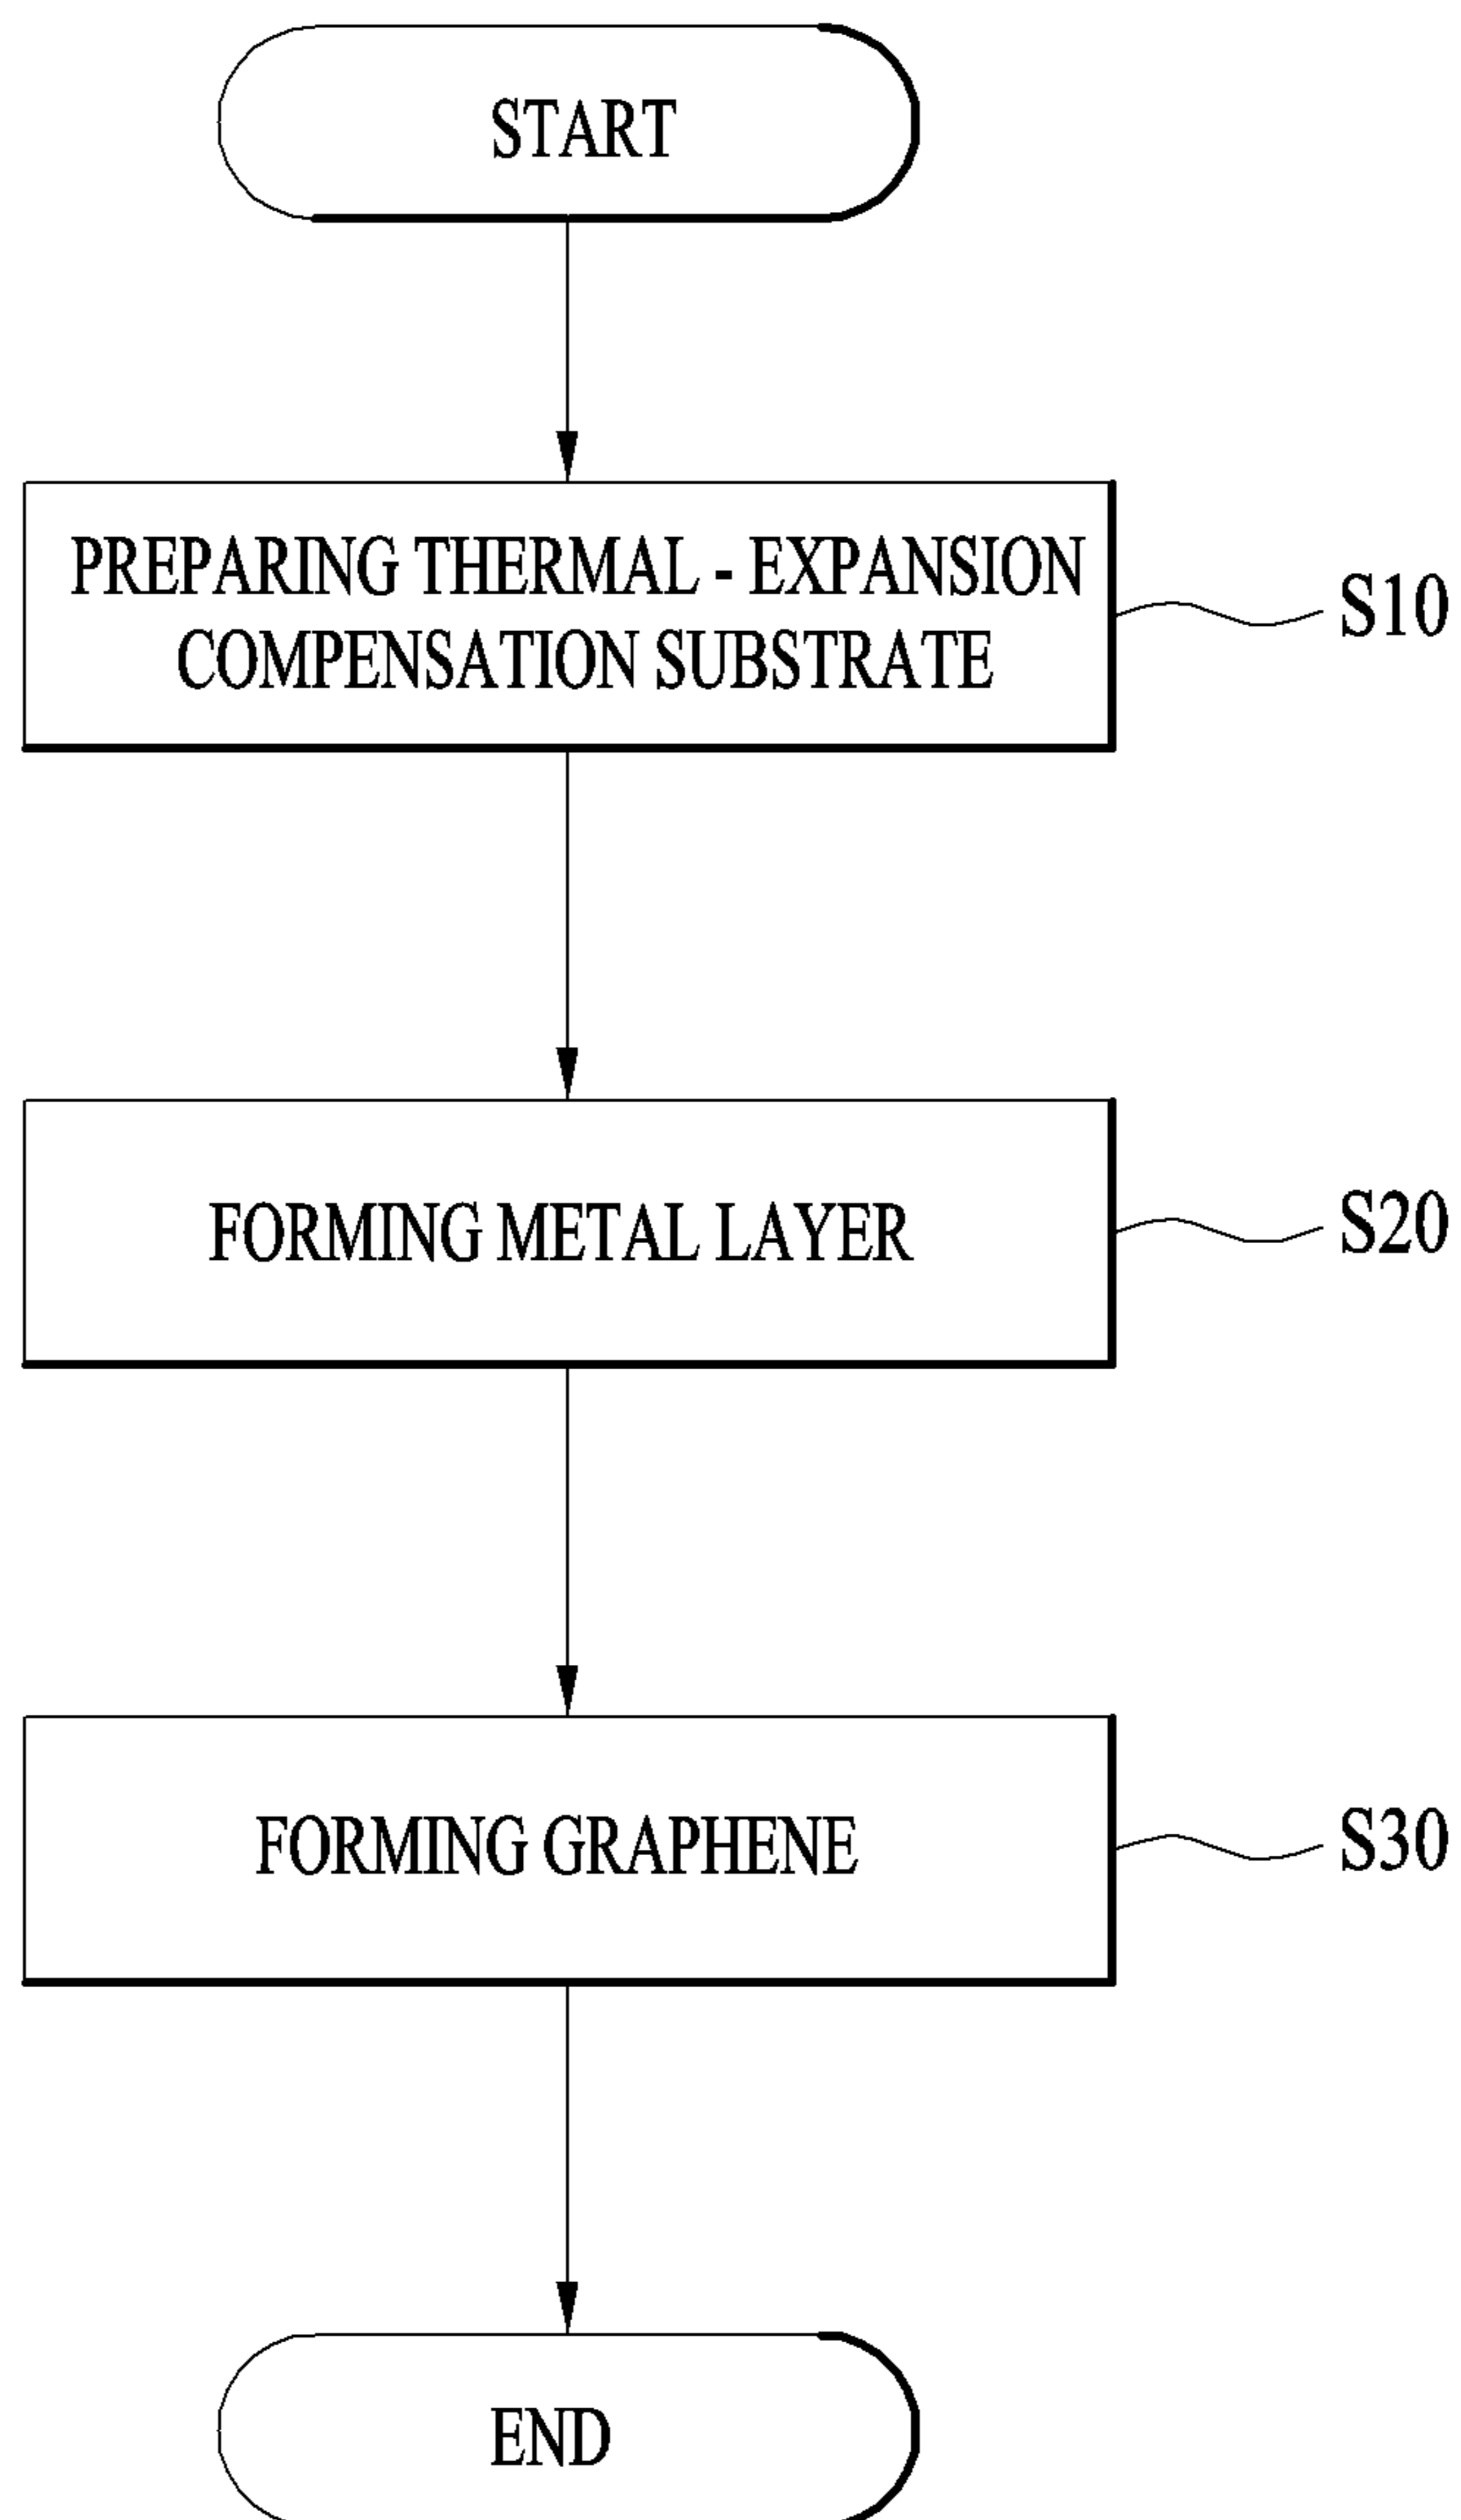 START
PREPARING THERMAL - EXPANSION
COMPENSATION SUBSTRATE
S10
FORMING METAL LAYER
S20
FORMING GRAPHENE
S30
END